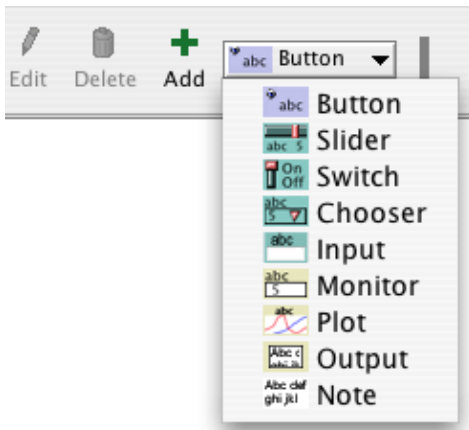 Edit Delete Add abc Button
abc Button
abc 5 Slider
On Off Switch
abc 5 Chooser
abc Input
abc 5 Monitor
abc Plot
Abc c Output
Abc def ghi jkl Note